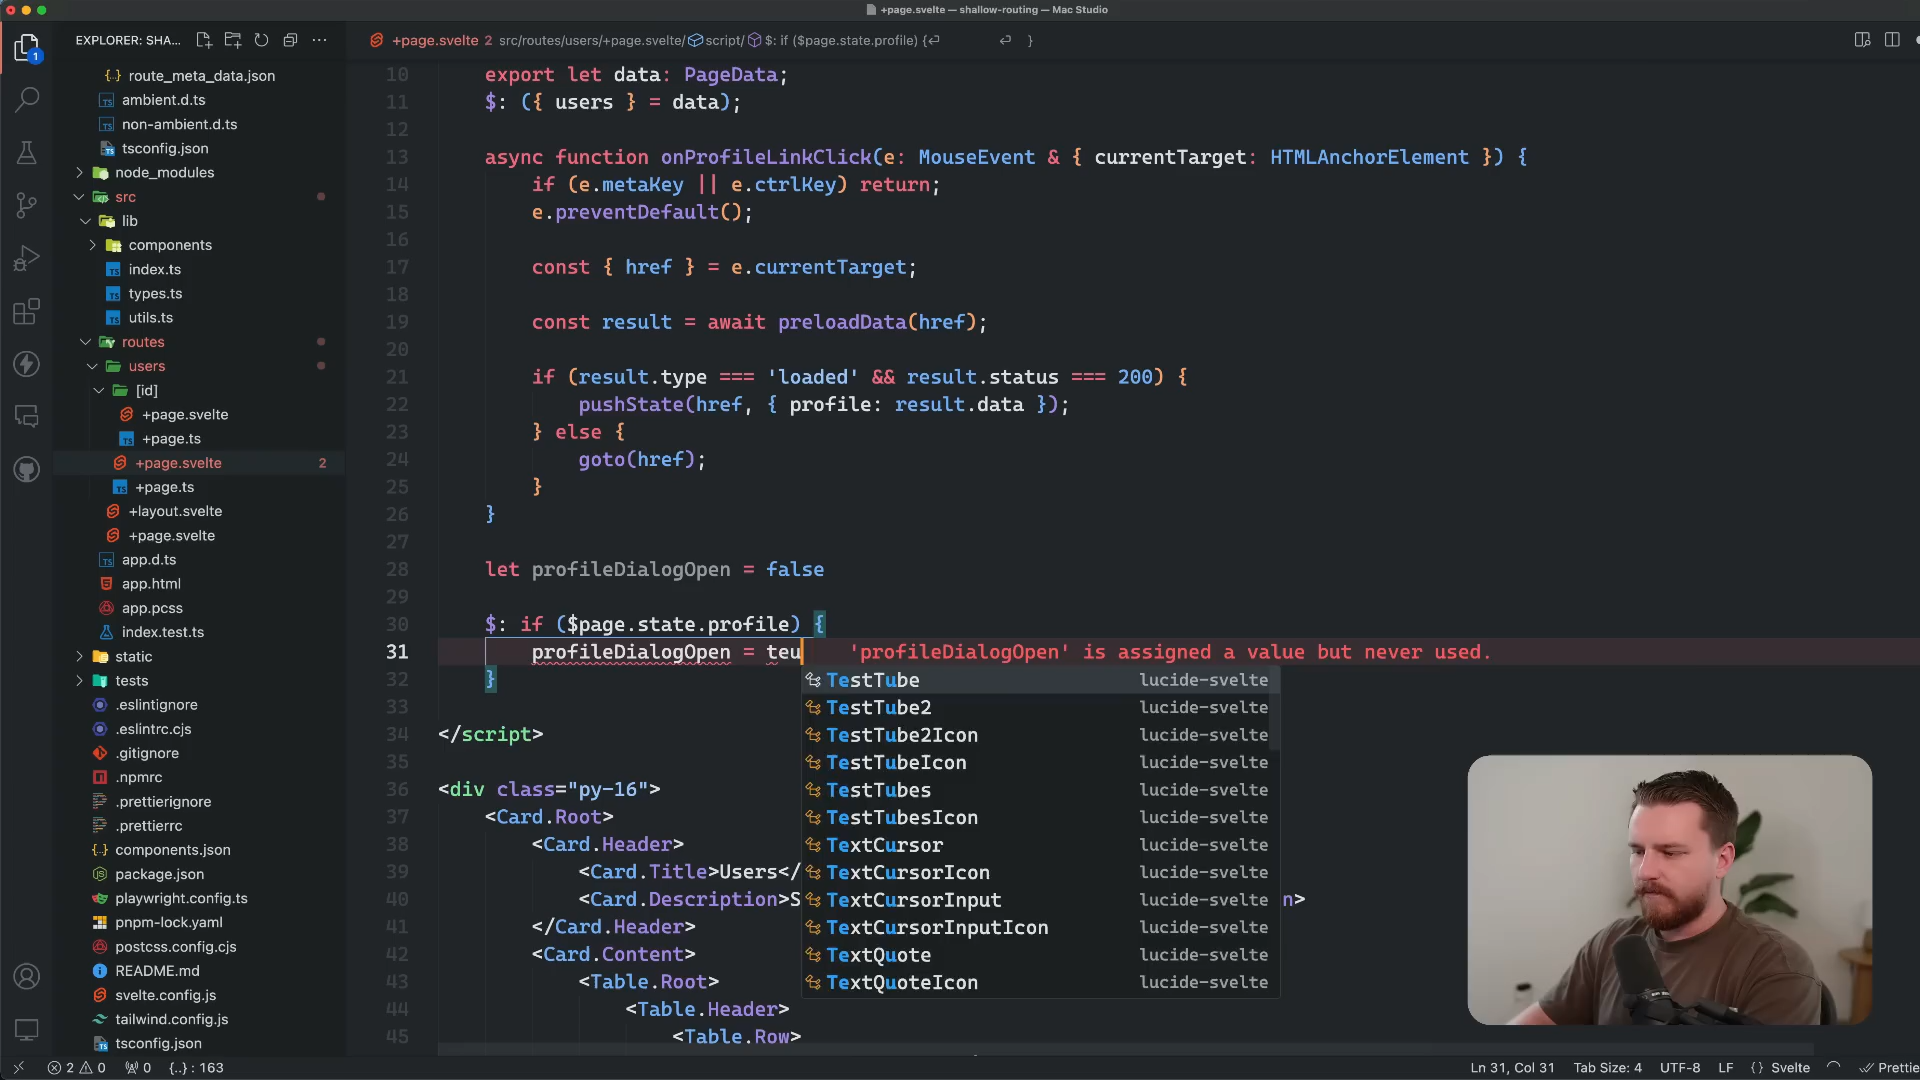 +page.svelte — shallow-routing — Mac Studio
EXPLORER: SHA...
+page.svelte 2 src/routes/users/+page.svelte/ script/ $: if ($page.state.profile) {⏎ ⏎ }
1
route_meta_data.json
ambient.d.ts
non-ambient.d.ts
tsconfig.json
node_modules
src
lib
components
index.ts
types.ts
utils.ts
routes
users
[id]
+page.svelte
+page.ts
+page.svelte 2
+page.ts
+layout.svelte
+page.svelte
app.d.ts
app.html
app.pcss
index.test.ts
static
tests
.eslintignore
.eslintrc.cjs
.gitignore
.npmrc
.prettierignore
.prettierrc
components.json
package.json
playwright.config.ts
pnpm-lock.yaml
postcss.config.cjs
README.md
svelte.config.js
tailwind.config.js
tsconfig.json
10 export let data: PageData;
11 $: ({ users } = data);
12
13 async function onProfileLinkClick(e: MouseEvent & { currentTarget: HTMLAnchorElement }) {
14 if (e.metaKey || e.ctrlKey) return;
15 e.preventDefault();
16
17 const { href } = e.currentTarget;
18
19 const result = await preloadData(href);
20
21 if (result.type === 'loaded' && result.status === 200) {
22 pushState(href, { profile: result.data });
23 } else {
24 goto(href);
25 }
26 }
27
28 let profileDialogOpen = false
29
30 $: if ($page.state.profile) {
31 profileDialogOpen = teu 'profileDialogOpen' is assigned a value but never used.
32 }
33
34 </script>
35
36 <div class="py-16">
37 <Card.Root>
38 <Card.Header>
39 <Card.Title>Users</
40 <Card.Description>S n>
41 </Card.Header>
42 <Card.Content>
43 <Table.Root>
44 <Table.Header>
45 <Table.Row>
TestTube lucide-svelte
TestTube2 lucide-svelte
TestTube2Icon lucide-svelte
TestTubeIcon lucide-svelte
TestTubes lucide-svelte
TestTubesIcon lucide-svelte
TextCursor lucide-svelte
TextCursorIcon lucide-svelte
TextCursorInput lucide-svelte
TextCursorInputIcon lucide-svelte
TextQuote lucide-svelte
TextQuoteIcon lucide-svelte
2 0 0 {..} : 163 Ln 31, Col 31 Tab Size: 4 UTF-8 LF { } Svelte Prettie